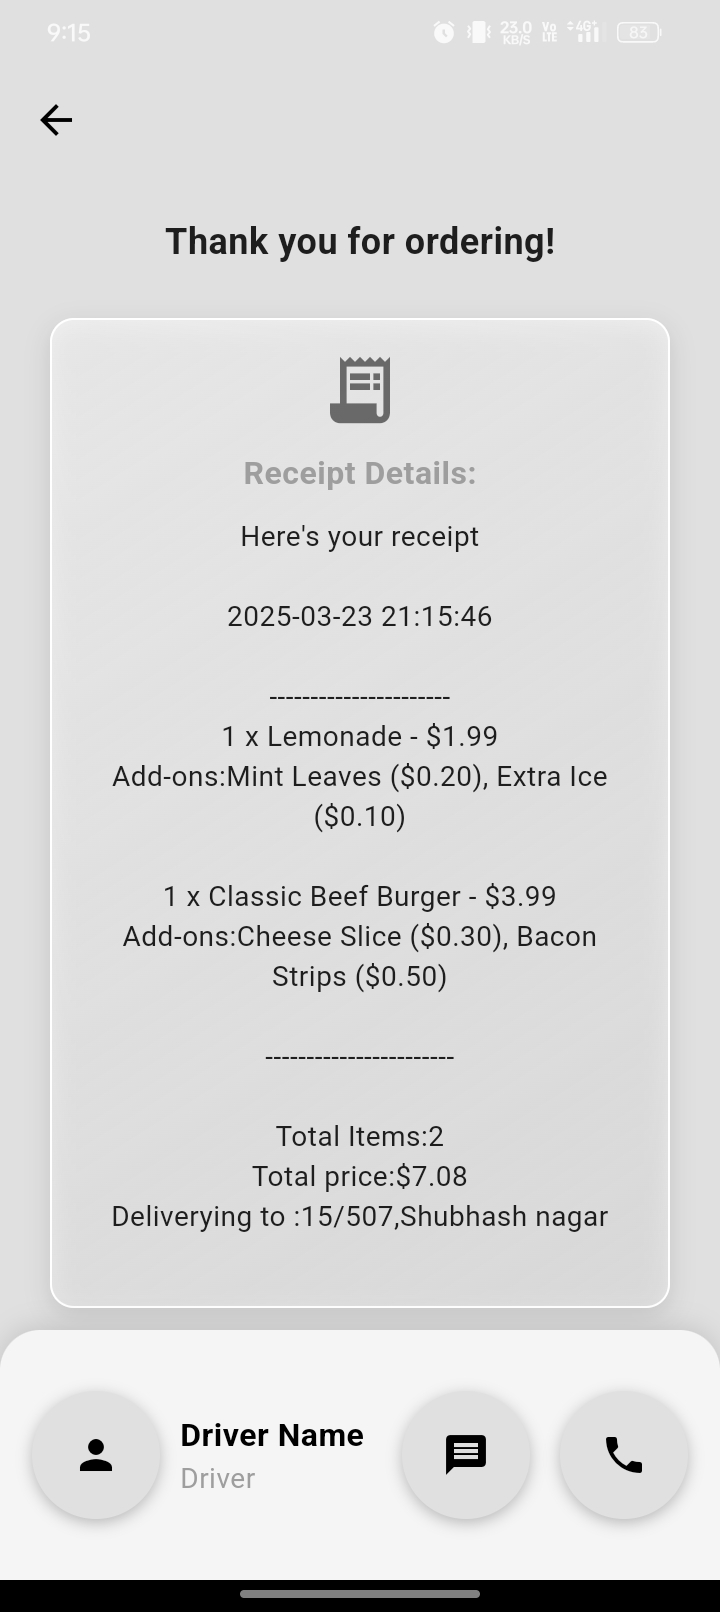 9:15
23.0
KB/S
Vo
LTE
4G+
83
Thank you for ordering!
Receipt Details:
Here's your receipt
2025-03-23 21:15:46
----------------------
1 x Lemonade - $1.99
Add-ons:Mint Leaves ($0.20), Extra Ice
($0.10)
1 x Classic Beef Burger - $3.99
Add-ons:Cheese Slice ($0.30), Bacon
Strips ($0.50)
-----------------------
Total Items:2
Total price:$7.08
Deliverying to :15/507,Shubhash nagar
Driver Name
Driver